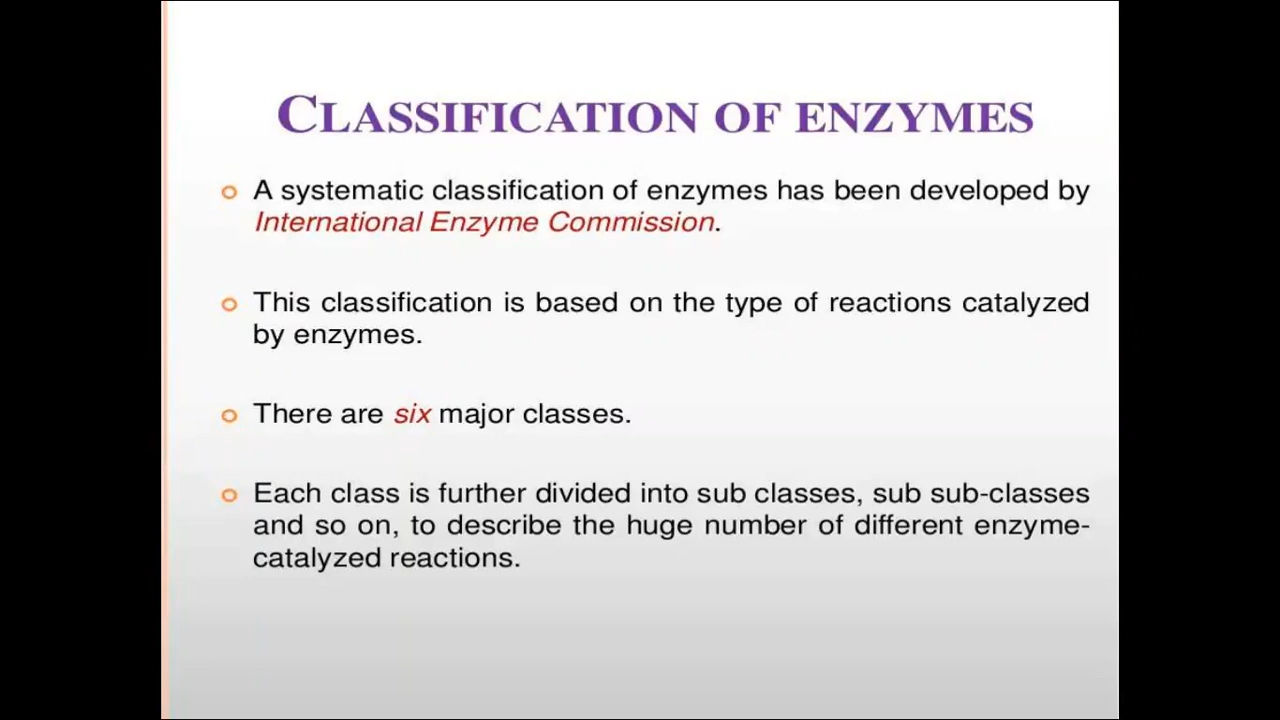 CLASSIFICATION OF ENZYMES
A systematic classification of enzymes has been developed by
International Enzyme Commission.
This classification is based on the type of reactions catalyzed
by enzymes.
There are six major classes.
Each class is further divided into sub classes, sub sub-classes
and so on, to describe the huge number of different enzyme-
catalyzed reactions.